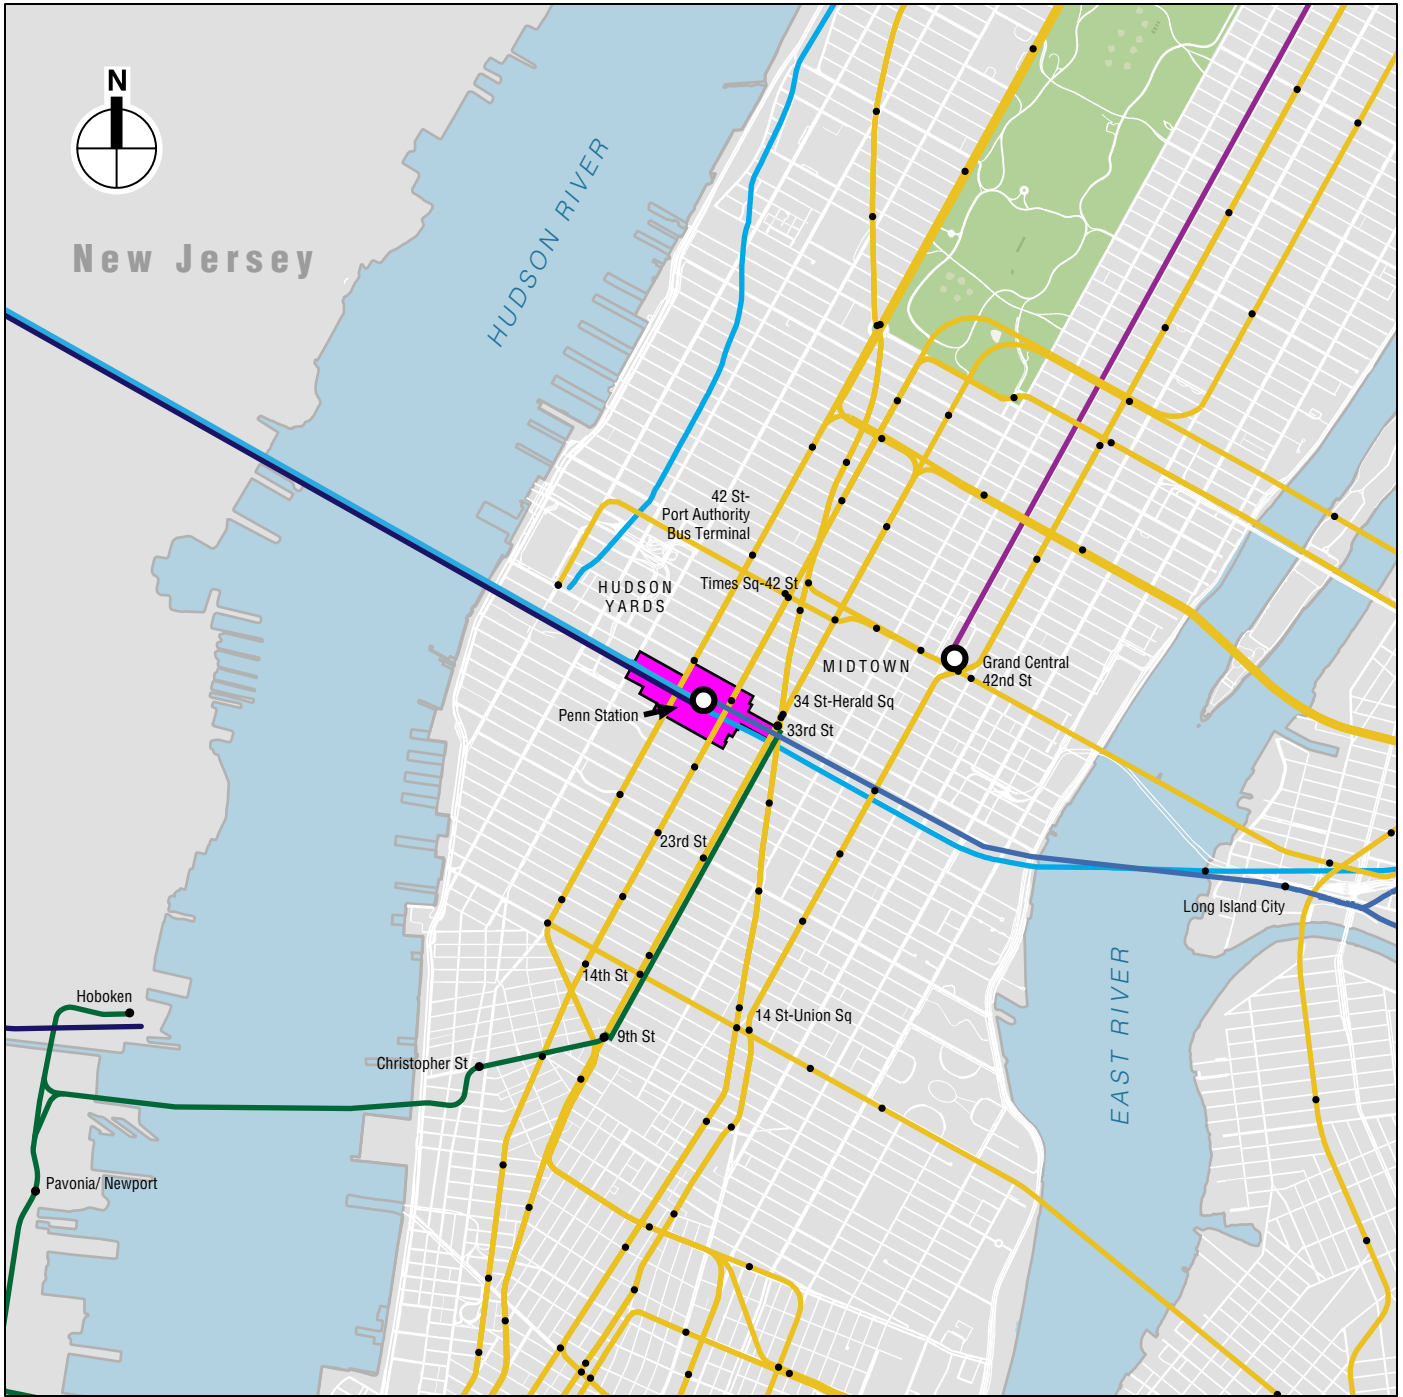 N
New Jersey
HUDSON RIVER
42 St-
Port Authority
Bus Terminal
HUDSON
YARDS
Times Sq-42 St
MIDTOWN
Grand Central
42nd St
34 St-Herald Sq
Penn Station
33rd St
23rd St
Long Island City
14th St
EAST RIVER
Hoboken
14 St-Union Sq
9th St
Christopher St
Pavonia/ Newport